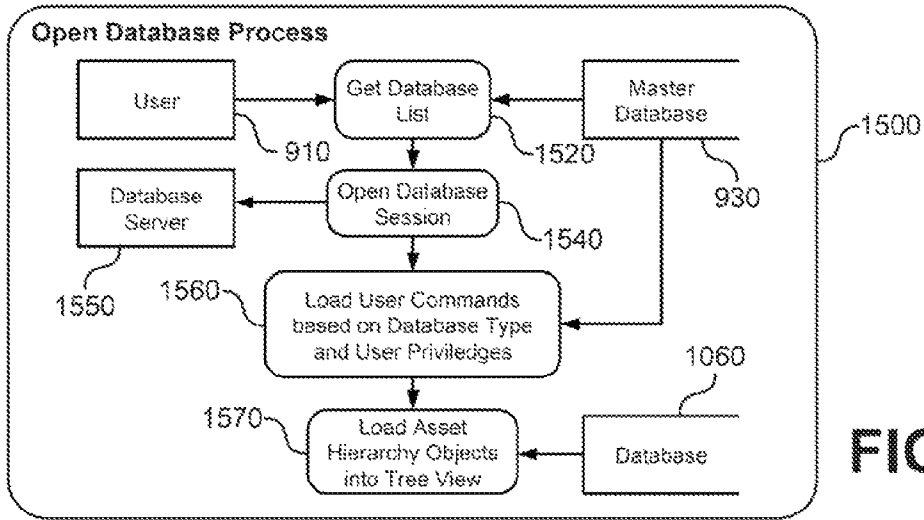 Open Database Process
User
Get Database
List
Master
Database
1500
910
1520
930
Database
Server
Open Database
Session
1540
1550
1560
Load User Commands
based on Database Type
and User Priviledges
1060
1570
Load Asset
Hierarchy Objects
into Tree View
Database
FIG